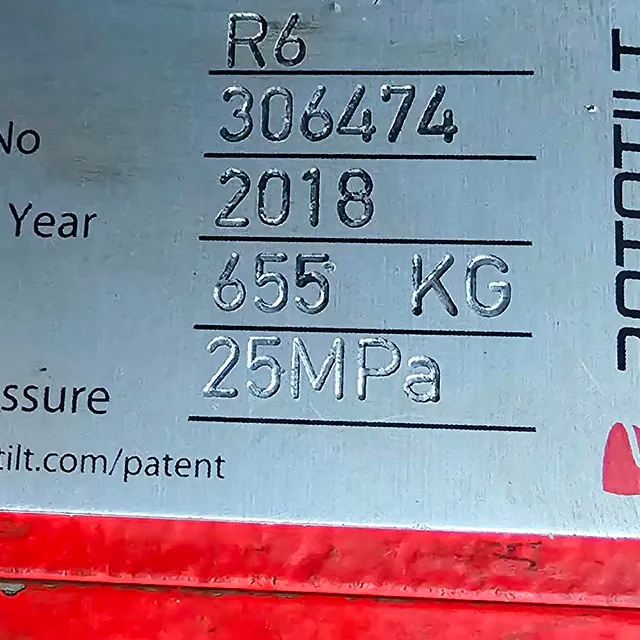 R6
No 306474
Year 2018
655 KG
ssure 25MPa
tilt.com/patent
ROTOTILT